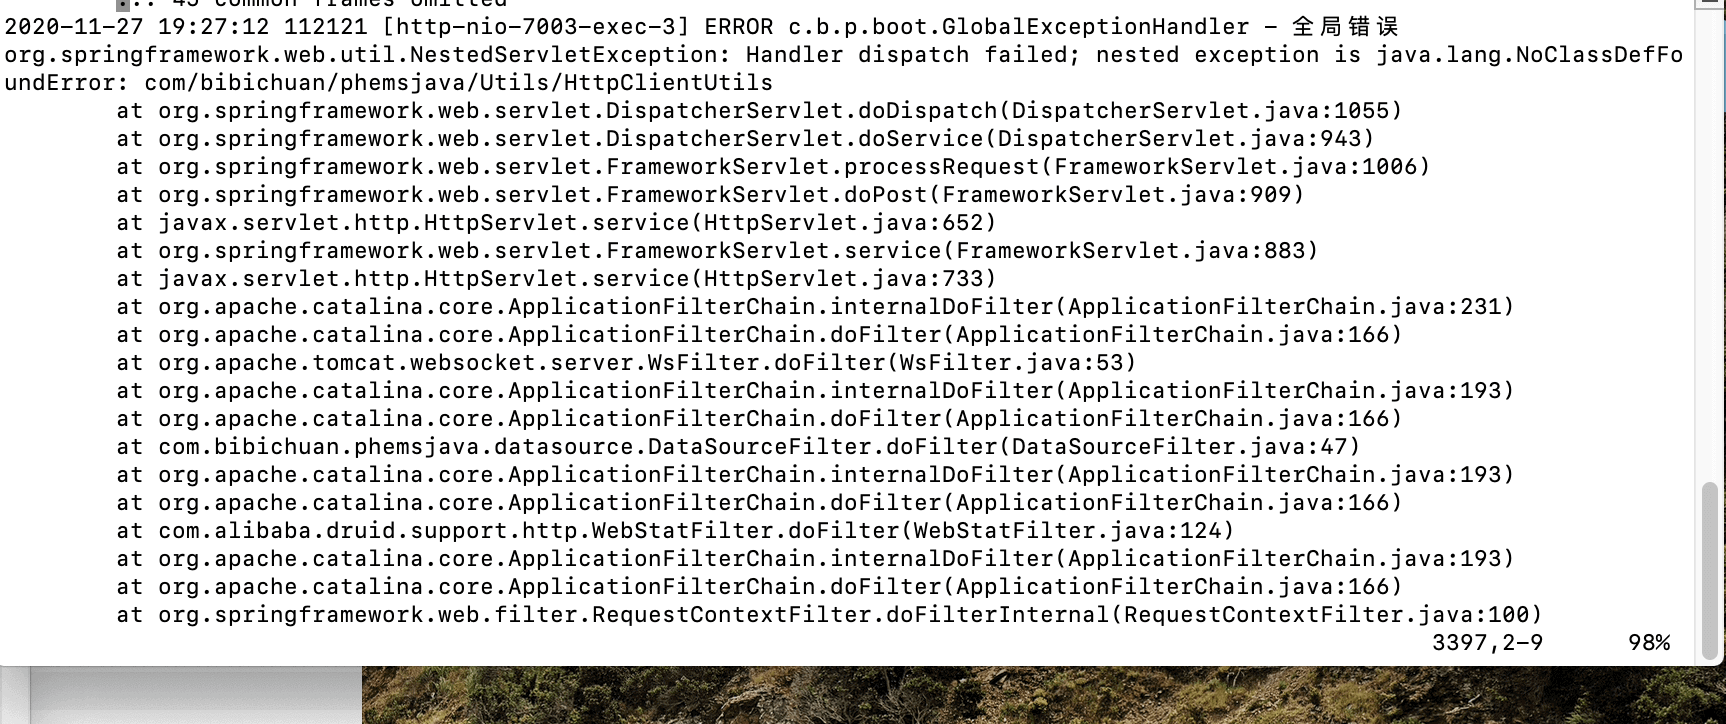 ... 45 common frames omitted
2020-11-27 19:27:12 112121 [http-nio-7003-exec-3] ERROR c.b.p.boot.GlobalExceptionHandler - 全局错误
org.springframework.web.util.NestedServletException: Handler dispatch failed; nested exception is java.lang.NoClassDefFo
undError: com/bibichuan/phemsjava/Utils/HttpClientUtils
at org.springframework.web.servlet.DispatcherServlet.doDispatch(DispatcherServlet.java:1055)
at org.springframework.web.servlet.DispatcherServlet.doService(DispatcherServlet.java:943)
at org.springframework.web.servlet.FrameworkServlet.processRequest(FrameworkServlet.java:1006)
at org.springframework.web.servlet.FrameworkServlet.doPost(FrameworkServlet.java:909)
at javax.servlet.http.HttpServlet.service(HttpServlet.java:652)
at org.springframework.web.servlet.FrameworkServlet.service(FrameworkServlet.java:883)
at javax.servlet.http.HttpServlet.service(HttpServlet.java:733)
at org.apache.catalina.core.ApplicationFilterChain.internalDoFilter(ApplicationFilterChain.java:231)
at org.apache.catalina.core.ApplicationFilterChain.doFilter(ApplicationFilterChain.java:166)
at org.apache.tomcat.websocket.server.WsFilter.doFilter(WsFilter.java:53)
at org.apache.catalina.core.ApplicationFilterChain.internalDoFilter(ApplicationFilterChain.java:193)
at org.apache.catalina.core.ApplicationFilterChain.doFilter(ApplicationFilterChain.java:166)
at com.bibichuan.phemsjava.datasource.DataSourceFilter.doFilter(DataSourceFilter.java:47)
at org.apache.catalina.core.ApplicationFilterChain.internalDoFilter(ApplicationFilterChain.java:193)
at org.apache.catalina.core.ApplicationFilterChain.doFilter(ApplicationFilterChain.java:166)
at com.alibaba.druid.support.http.WebStatFilter.doFilter(WebStatFilter.java:124)
at org.apache.catalina.core.ApplicationFilterChain.internalDoFilter(ApplicationFilterChain.java:193)
at org.apache.catalina.core.ApplicationFilterChain.doFilter(ApplicationFilterChain.java:166)
at org.springframework.web.filter.RequestContextFilter.doFilterInternal(RequestContextFilter.java:100)
3397,2-9 98%